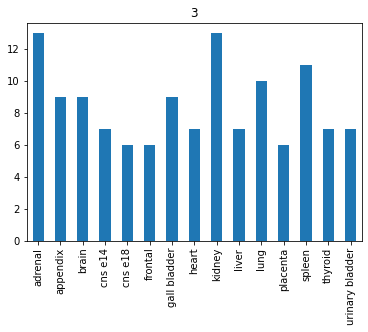 3
12
10
8
6
4
2
0
adrenal
appendix
brain
cns e14
cns e18
frontal
gall bladder
heart
kidney
liver
lung
placenta
spleen
thyroid
urinary bladder